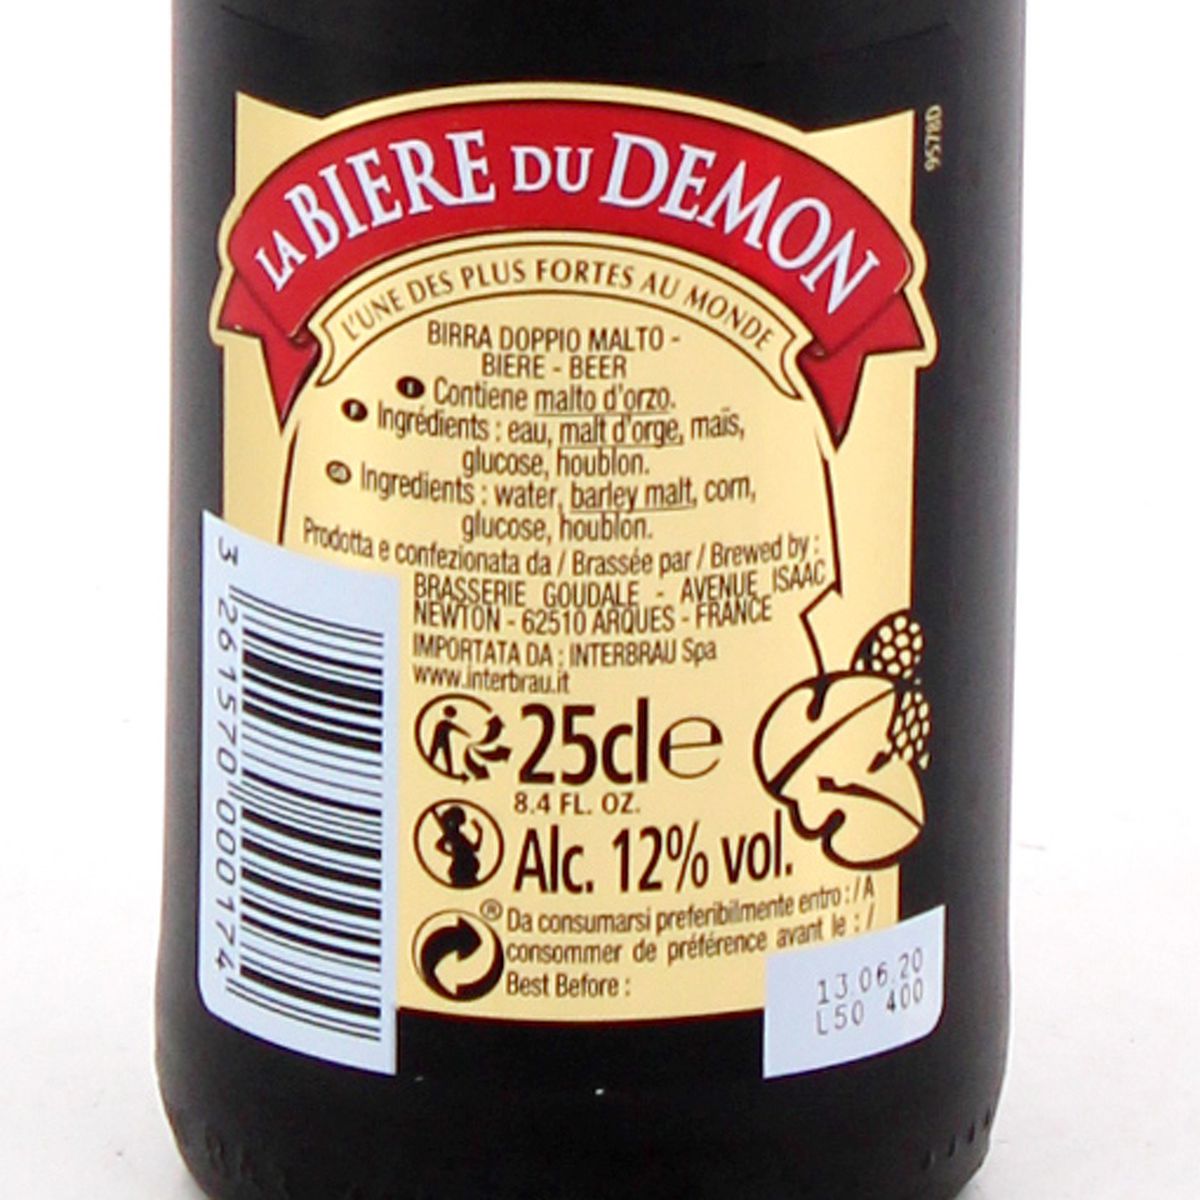 9578D
LA BIERE DU DEMON
L'UNE DES PLUS FORTES AU MONDE
BIRRA DOPPIO MALTO -
BIERE - BEER
I Contiene malto d'orzo.
F Ingrédients : eau, malt d'orge, maïs,
glucose, houblon.
GB Ingredients : water, barley malt, corn,
glucose, houblon.
Prodotta e confezionata da / Brassée par / Brewed by :
BRASSERIE GOUDALE - AVENUE ISAAC
NEWTON - 62510 ARQUES - FRANCE
IMPORTATA DA : INTERBRAU Spa
www.interbrau.it
25cl e
8.4 FL. OZ.
Alc. 12% vol.
® Da consumarsi preferibilmente entro : / A
consommer de préférence avant le : /
Best Before :
13.06.20
L50 400
3 261570 000174